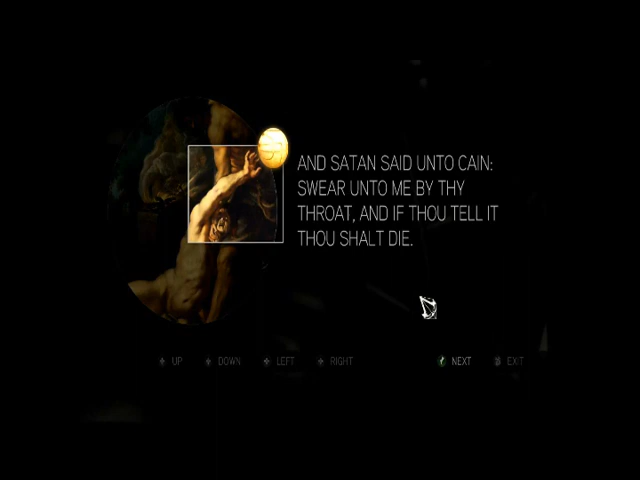 AND SATAN SAID UNTO CAIN:
SWEAR UNTO ME BY THY
THROAT, AND IF THOU TELL IT
THOU SHALT DIE.
UP DOWN LEFT RIGHT NEXT EXIT